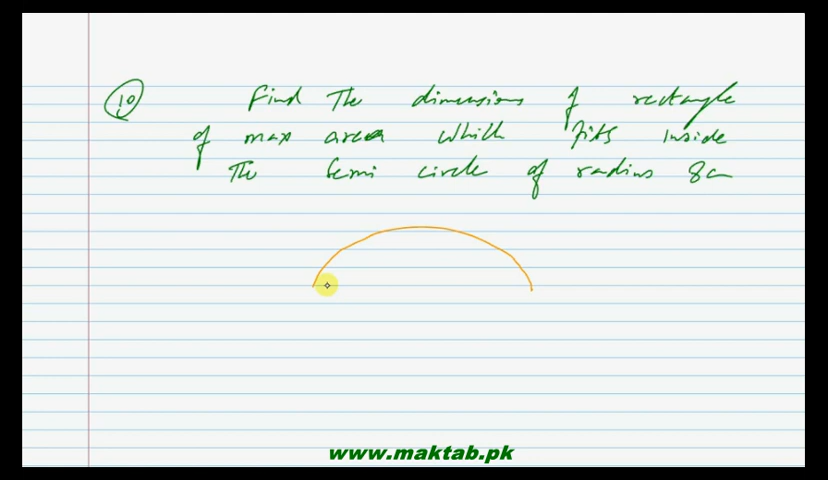 10 Find The dimensions of rectangle
of max area which fits inside
The Semi circle of radius 8cm
www.maktab.pk